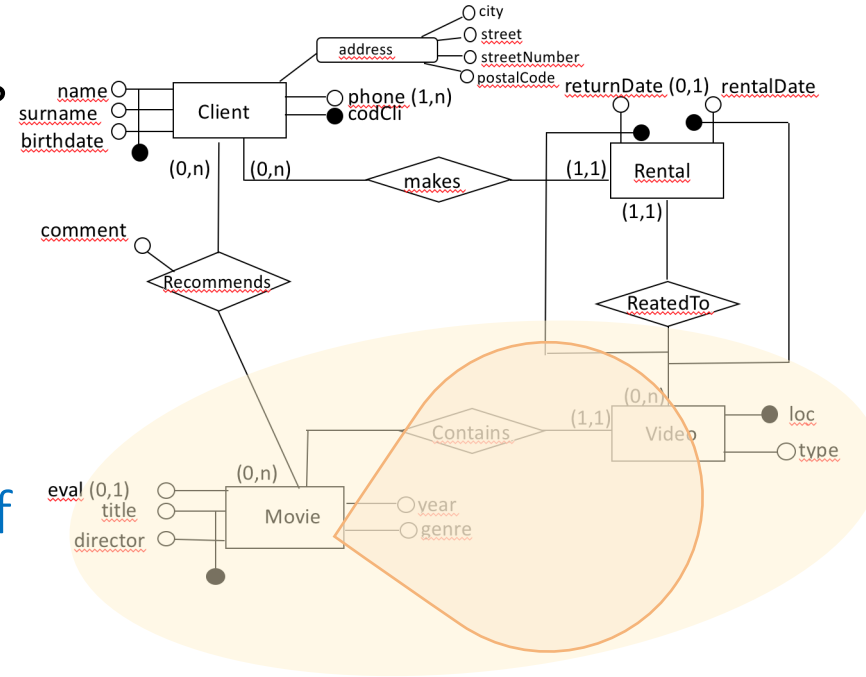 city
street
address
streetNumber
postalCode
returnDate (0,1) rentalDate
name
phone (1,n)
surname
Client
codCli
birthdate
(0,n)
(0,n)
makes
(1,1)
Rental
(1,1)
comment
Recommends
ReatedTo
(0,n)
loc
Contains
(1,1)
Video
type
(0,n)
eval (0,1)
title
year
Movie
director
genre
f